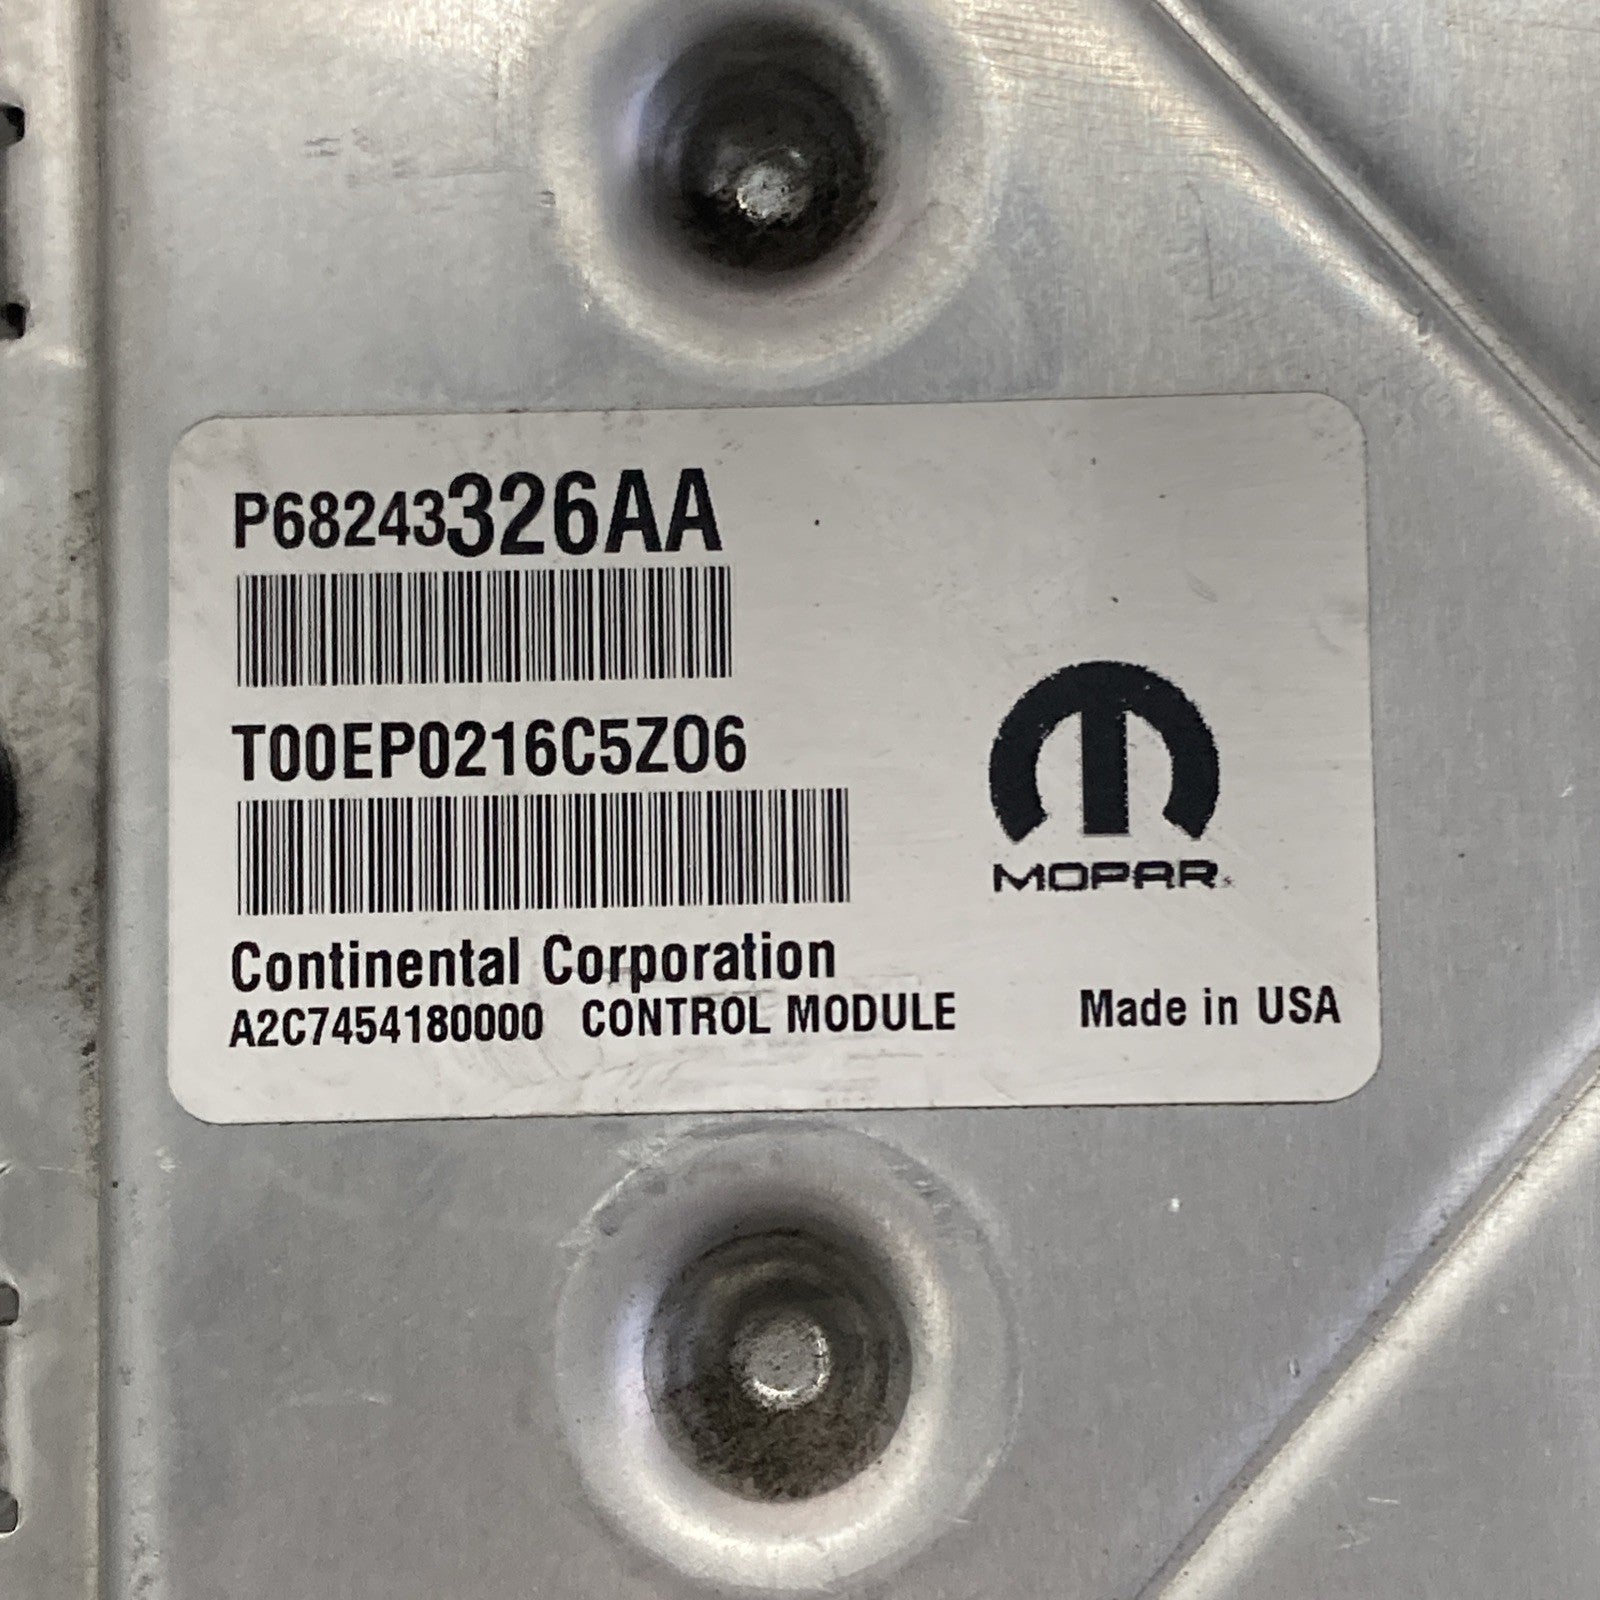 P68243326AA
T00EP0216C5Z06
MOPAR
Continental Corporation
A2C7454180000 CONTROL MODULE Made in USA